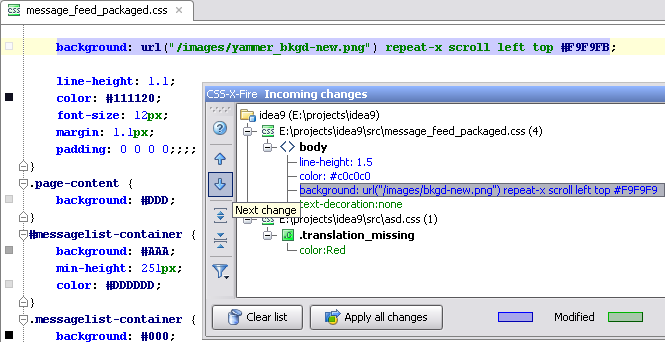 message_feed_packaged.css
background: url("/images/yammer_bkgd-new.png") repeat-x scroll left top #F9F9FB;
line-height: 1.1;
color: #111120;
font-size: 12px;
margin: 1.1px;
padding: 0 0 0 0;;;;
}
.page-content {
background: #DDD;
}
#messagelist-container {
background: #AAA;
min-height: 251px;
color: #DDDDDD;
}
.messagelist-container {
background: #000;
CSS-X-Fire Incoming changes
idea9 (E:\projects\idea9)
E:\projects\idea9\src\message_feed_packaged.css (4)
body
line-height: 1.5
color: #c0c0c0
background: url("/images/bkgd-new.png") repeat-x scroll left top #F9F9F9
text-decoration:none
Next change
E:\projects\idea9\src\asd.css (1)
.translation_missing
color:Red
Clear list
Apply all changes
Modified